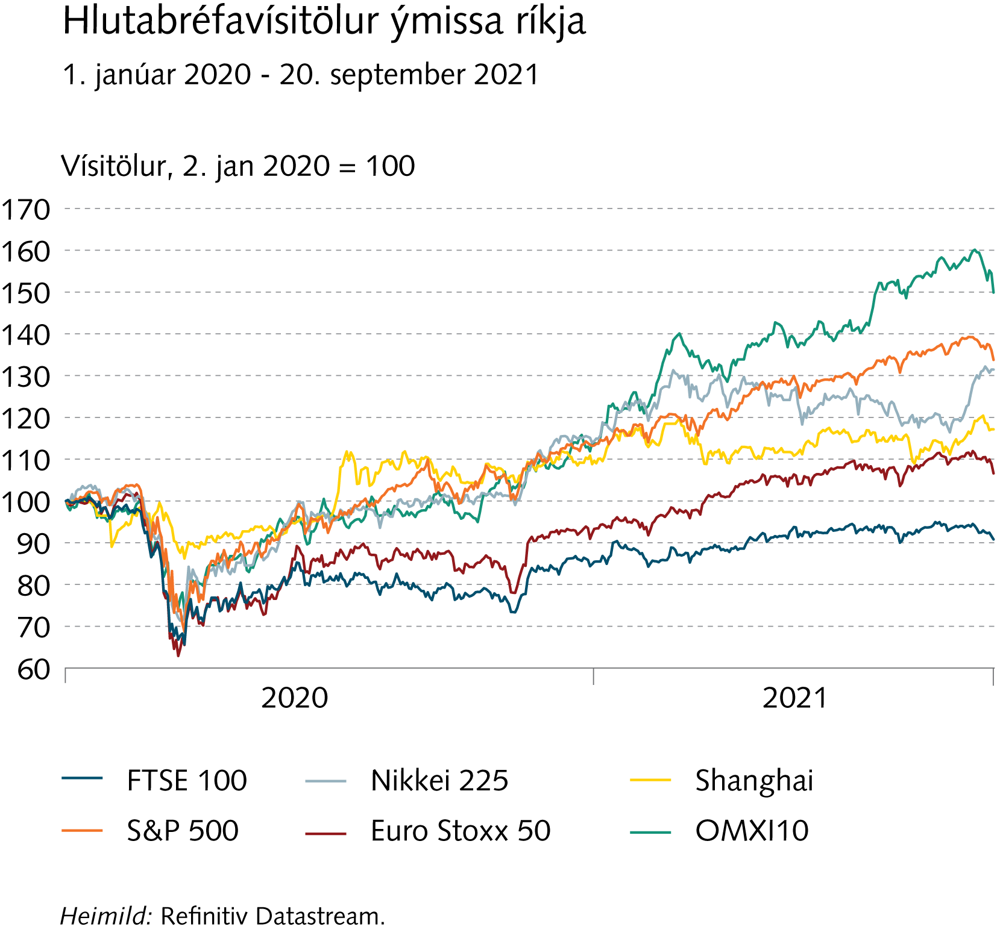 Hlutabréfavísitölur ýmissa ríkja
1. janúar 2020 - 20. september 2021
Vísitölur, 2. jan 2020 = 100
170
160
150
140
130
120
110
100
90
80
70
60
2020 2021
FTSE 100 Nikkei 225 Shanghai
S&P 500 Euro Stoxx 50 OMXI10
Heimild: Refinitiv Datastream.